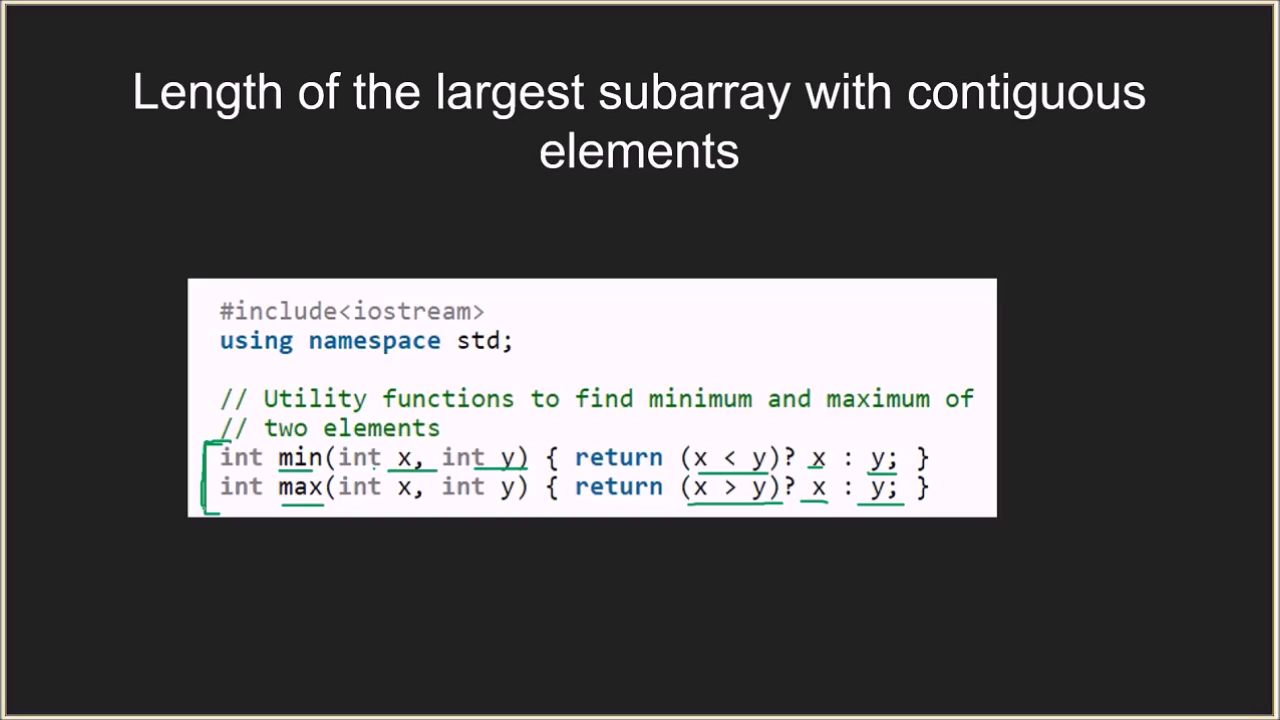 Length of the largest subarray with contiguous
elements
#include<iostream>
using namespace std;
// Utility functions to find minimum and maximum of
// two elements
int min(int x, int y) { return (x < y)? x : y; }
int max(int x, int y) { return (x > y)? x : y; }